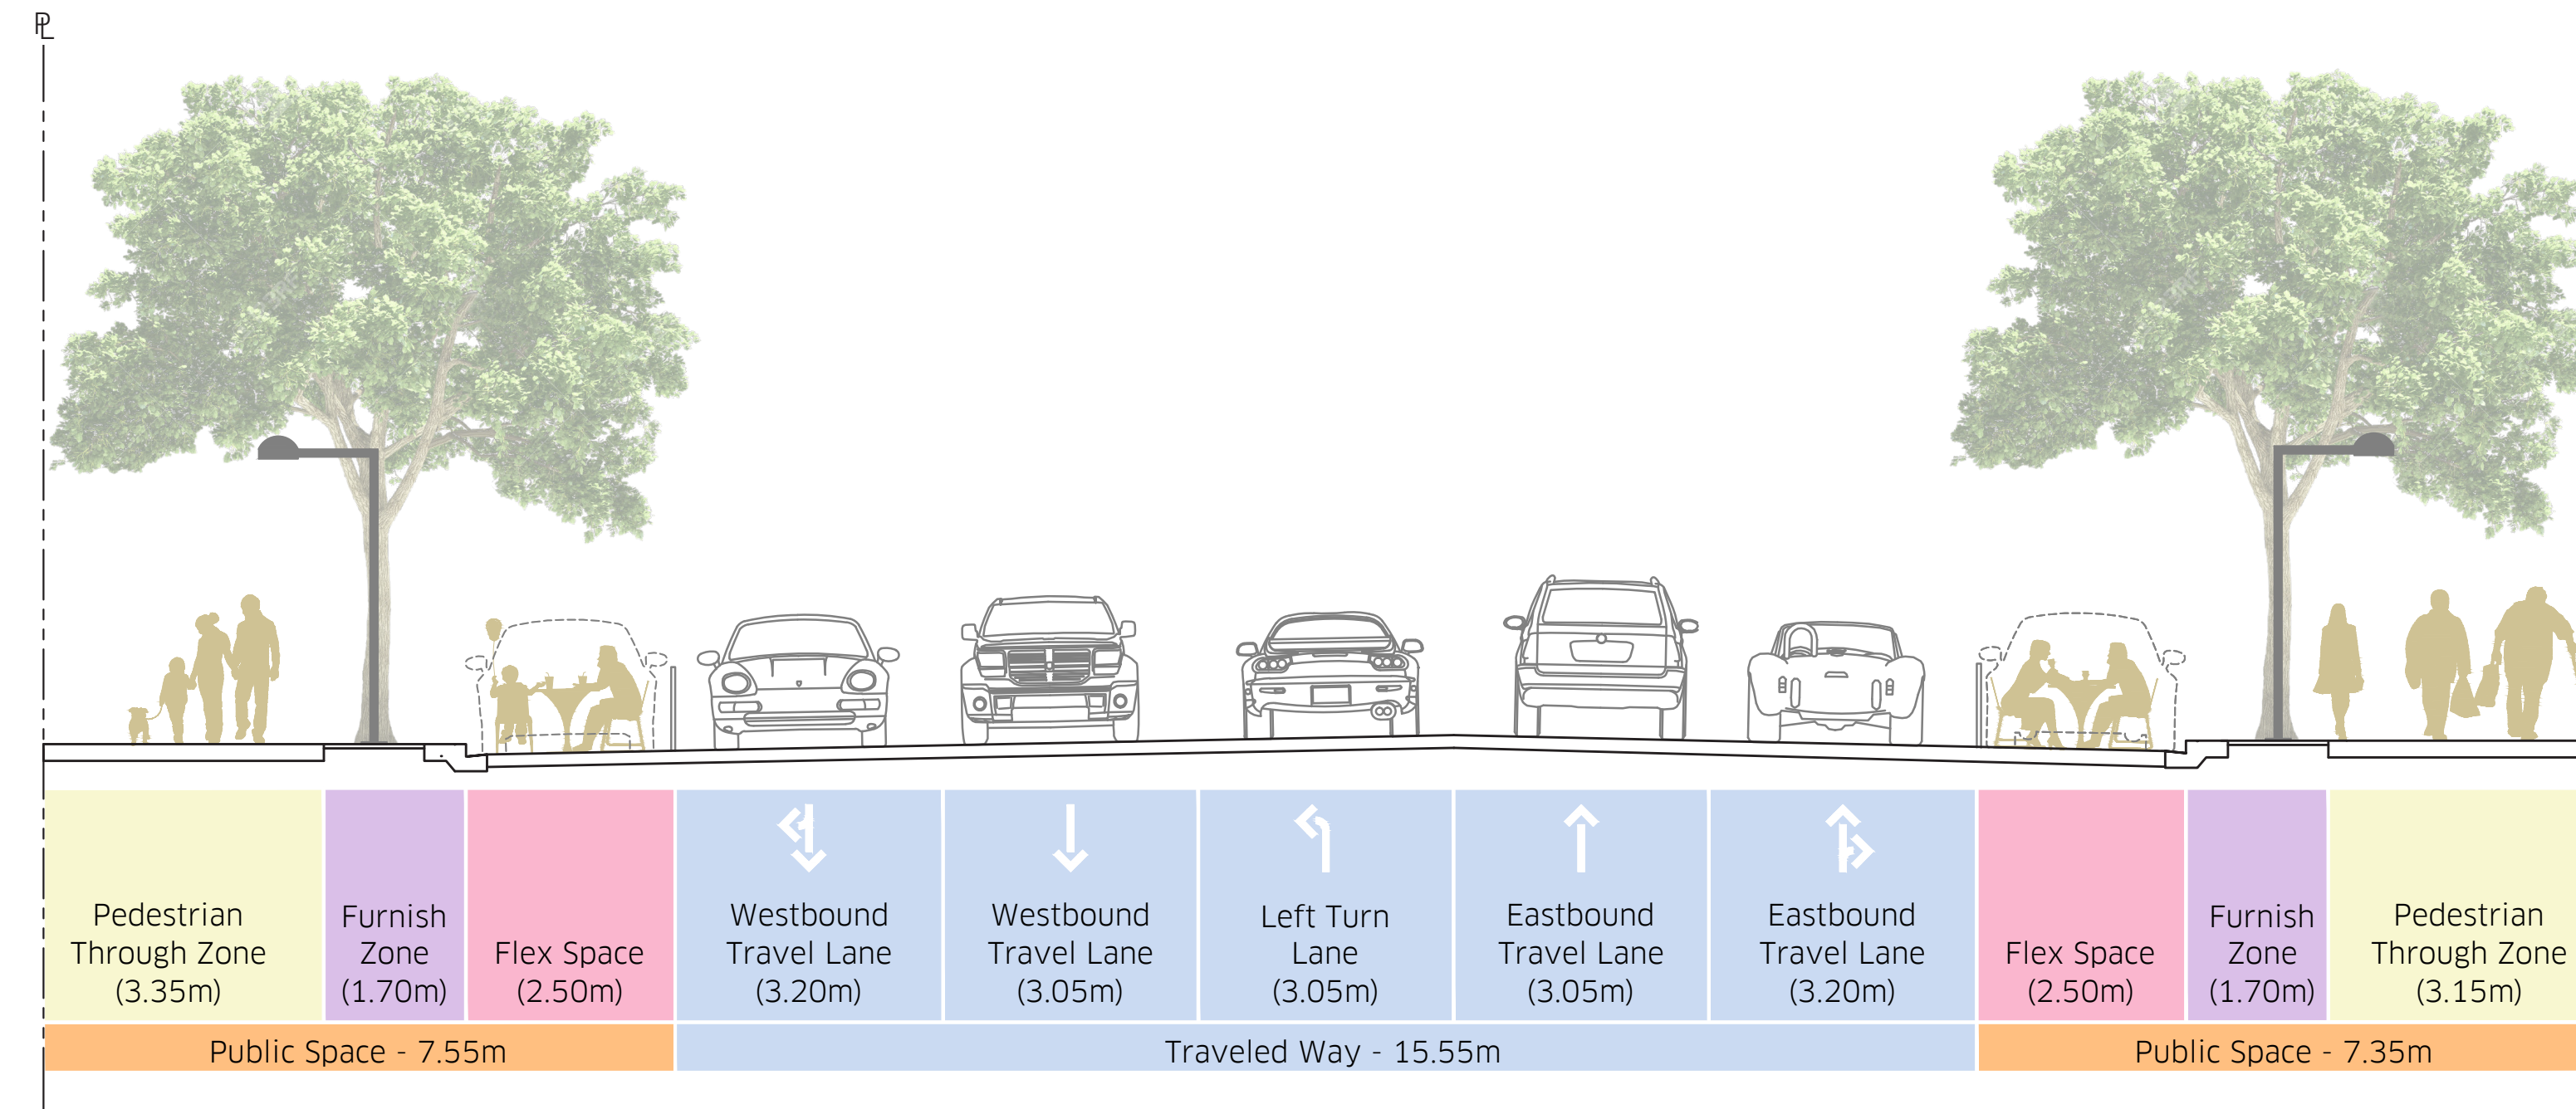 PL
Pedestrian
Through Zone
(3.35m)
Furnish
Zone
(1.70m)
Flex Space
(2.50m)
Westbound
Travel Lane
(3.20m)
Westbound
Travel Lane
(3.05m)
Left Turn
Lane
(3.05m)
Eastbound
Travel Lane
(3.05m)
Eastbound
Travel Lane
(3.20m)
Flex Space
(2.50m)
Furnish
Zone
(1.70m)
Pedestrian
Through Zone
(3.15m)
Public Space - 7.55m
Traveled Way - 15.55m
Public Space - 7.35m